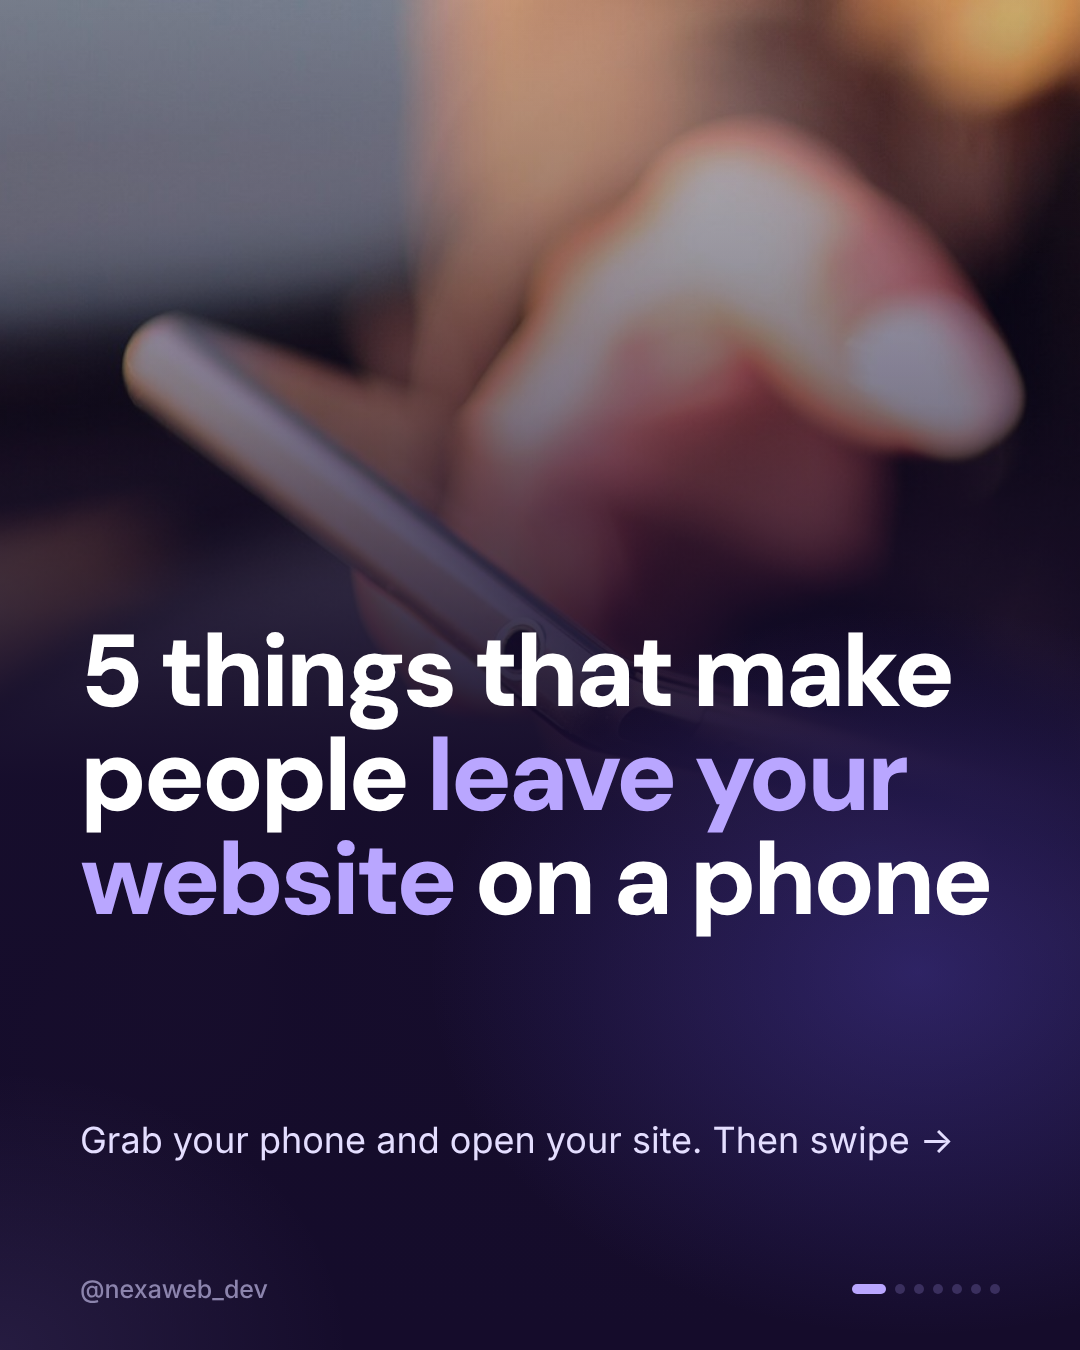 5 things that make
people leave your
website on a phone
Grab your phone and open your site. Then swipe →
@nexaweb_dev